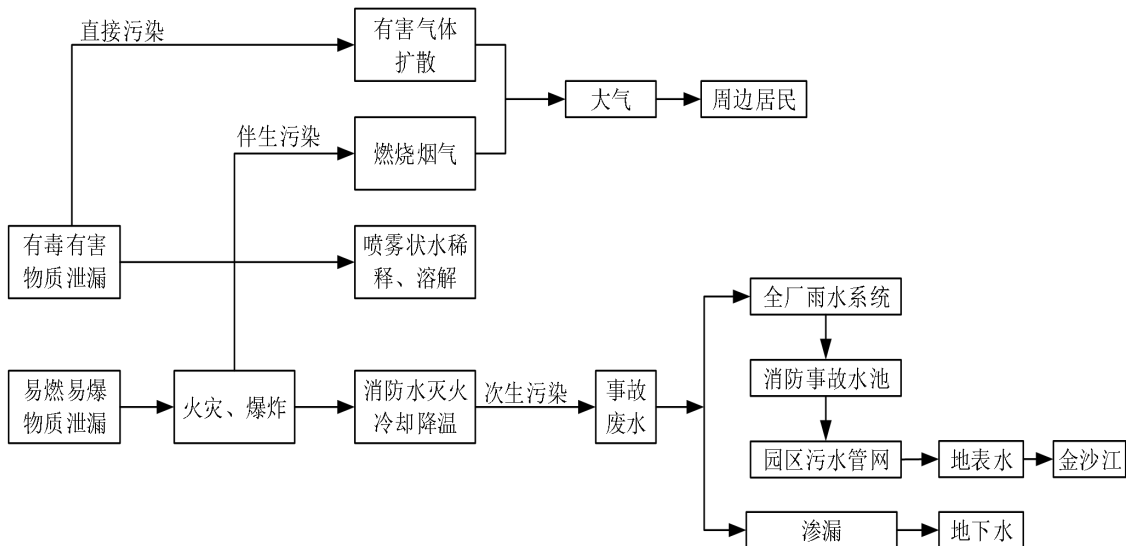 直接污染
有害气体
扩散
大气
周边居民
伴生污染
燃烧烟气
有毒有害
物质泄漏
喷雾状水稀
释、溶解
全厂雨水系统
易燃易爆
物质泄漏
火灾、爆炸
消防水灭火
冷却降温
次生污染
事故
废水
消防事故水池
园区污水管网
地表水
金沙江
渗漏
地下水